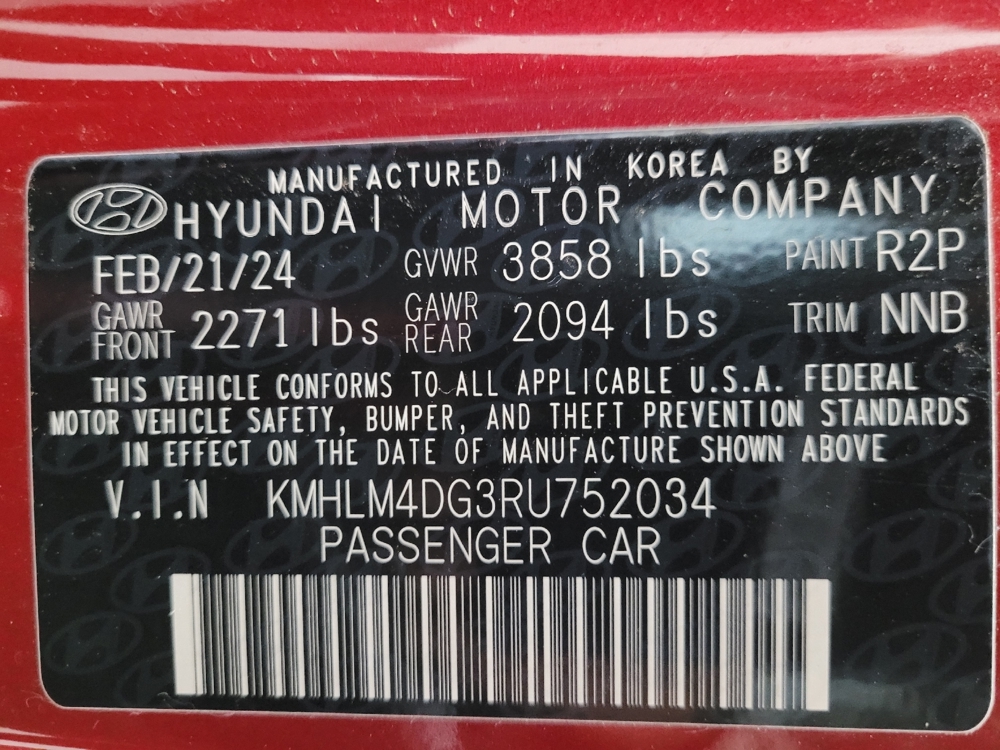 MANUFACTURED IN KOREA BY
HYUNDAI MOTOR COMPANY
FEB/21/24 GVWR 3858 lbs PAINT R2P
GAWR FRONT 2271 lbs GAWR REAR 2094 lbs TRIM NNB
THIS VEHICLE CONFORMS TO ALL APPLICABLE U.S.A. FEDERAL
MOTOR VEHICLE SAFETY, BUMPER, AND THEFT PREVENTION STANDARDS
IN EFFECT ON THE DATE OF MANUFACTURE SHOWN ABOVE
V.I.N KMHLM4DG3RU752034
PASSENGER CAR